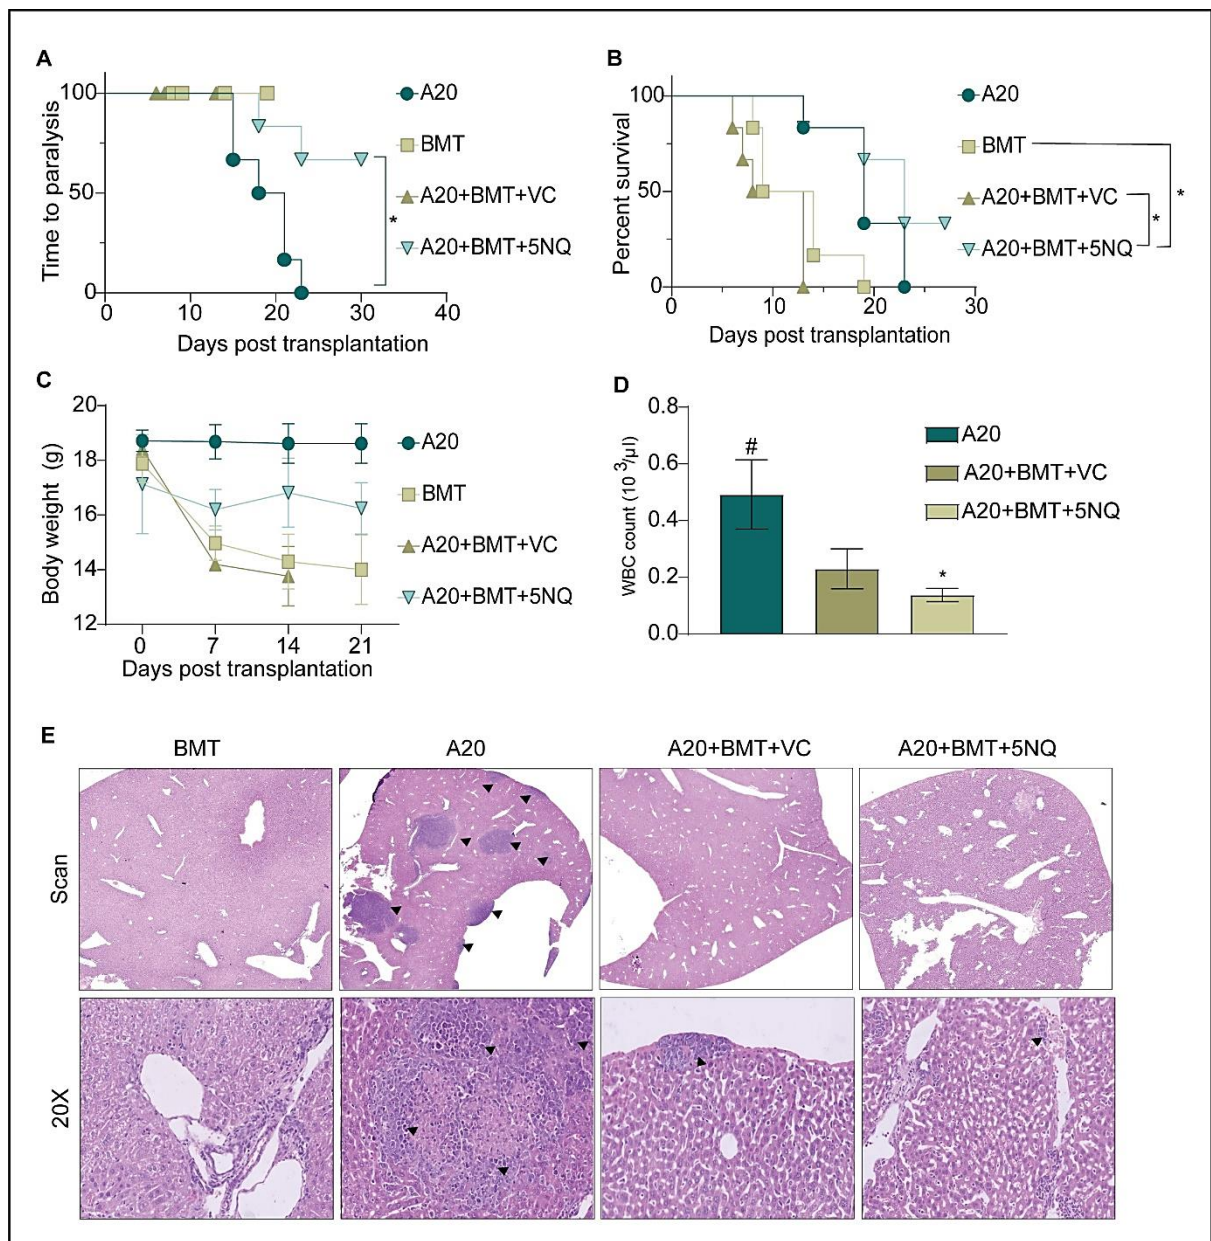 A
Time to paralysis
100
50
0
0
10
20
30
40
Days post transplantation
A20
BMT
A20+BMT+VC
A20+BMT+5NQ
*
B
Percent survival
100
50
0
0
10
20
30
Days post transplantation
A20
BMT
A20+BMT+VC
A20+BMT+5NQ
*
*
C
Body weight (g)
20
18
16
14
12
0
7
14
21
Days post transplantation
A20
BMT
A20+BMT+VC
A20+BMT+5NQ
D
WBC count (10 ³/µl)
0.8
0.6
0.4
0.2
0.0
#
*
A20
A20+BMT+VC
A20+BMT+5NQ
E
BMT
A20
A20+BMT+VC
A20+BMT+5NQ
Scan
20X